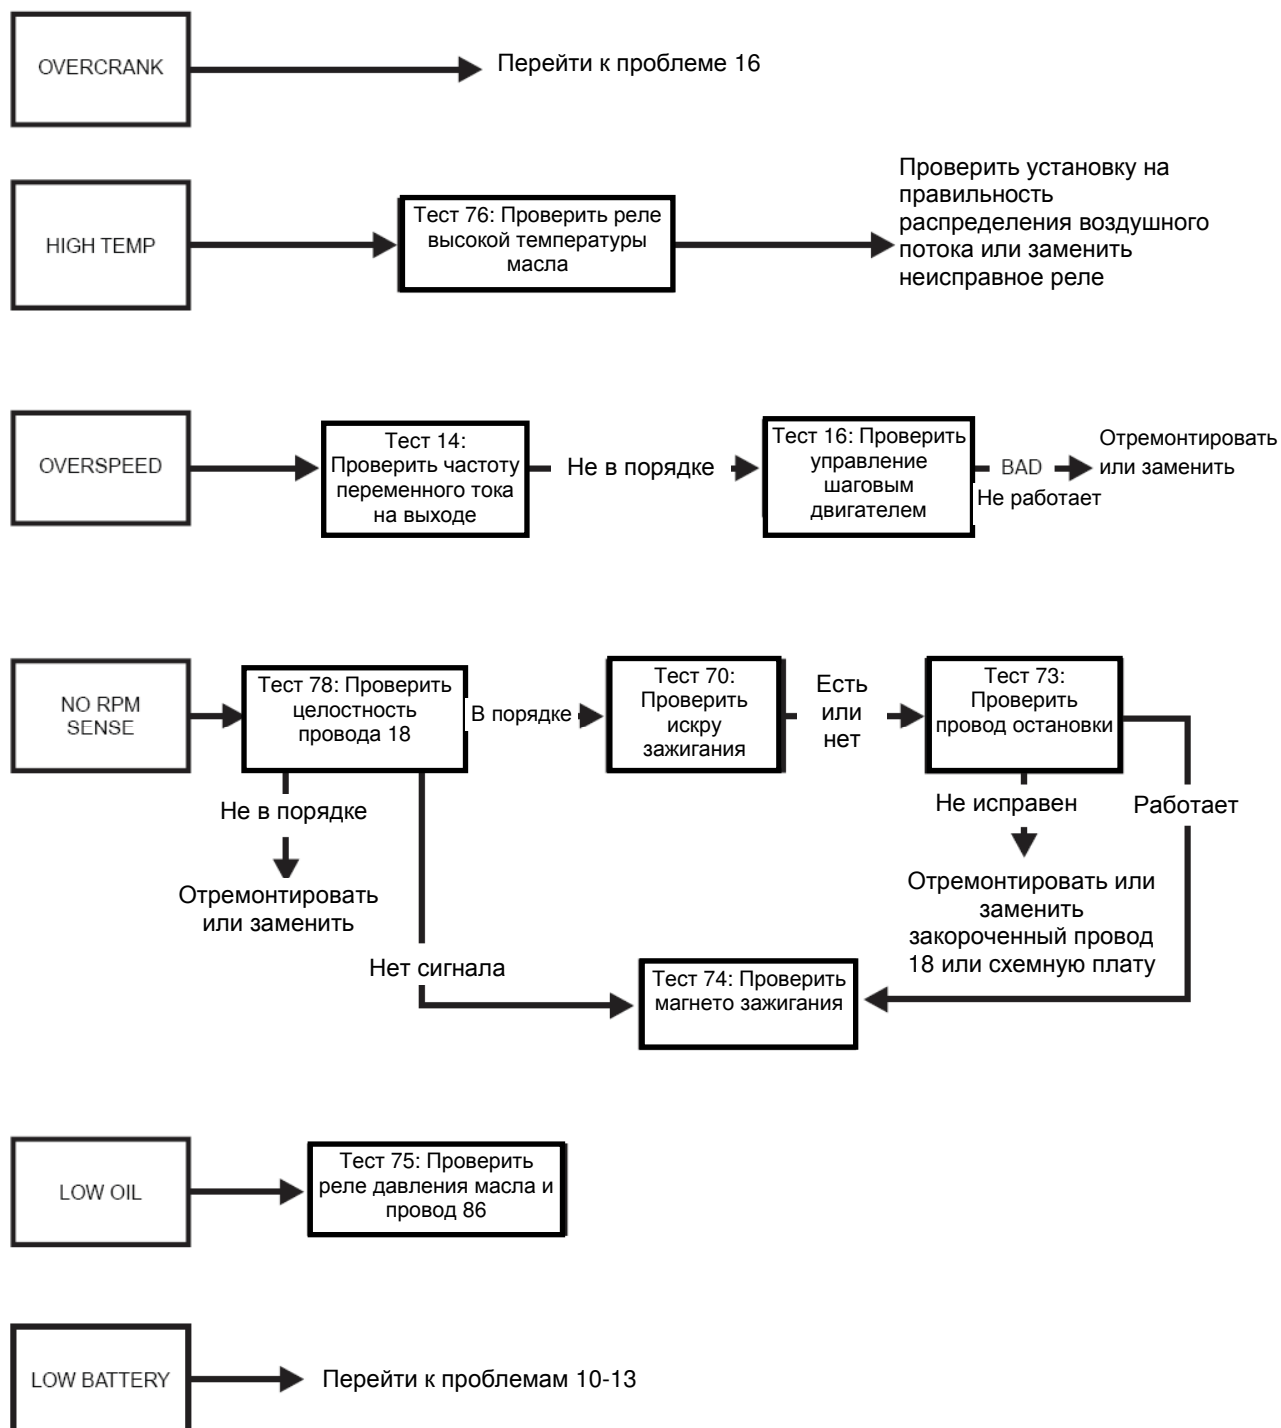 OVERCRANK
Перейти к проблеме 16
HIGH TEMP
Тест 76: Проверить реле
высокой температуры
масла
Проверить установку на
правильность
распределения воздушного
потока или заменить
неисправное реле
OVERSPEED
Тест 14:
Проверить частоту
переменного тока
на выходе
Не в порядке
Тест 16: Проверить
управление
шаговым
двигателем
BAD
Не работает
Отремонтировать
или заменить
NO RPM
SENSE
Тест 78: Проверить
целостность
провода 18
В порядке
Тест 70:
Проверить
искру
зажигания
Есть
или
нет
Тест 73:
Проверить
провод остановки
Не в порядке
Отремонтировать
или заменить
Не исправен
Работает
Отремонтировать или
заменить
закороченный провод
18 или схемную плату
Нет сигнала
Тест 74: Проверить
магнето зажигания
LOW OIL
Тест 75: Проверить
реле давления масла и
провод 86
LOW BATTERY
Перейти к проблемам 10-13